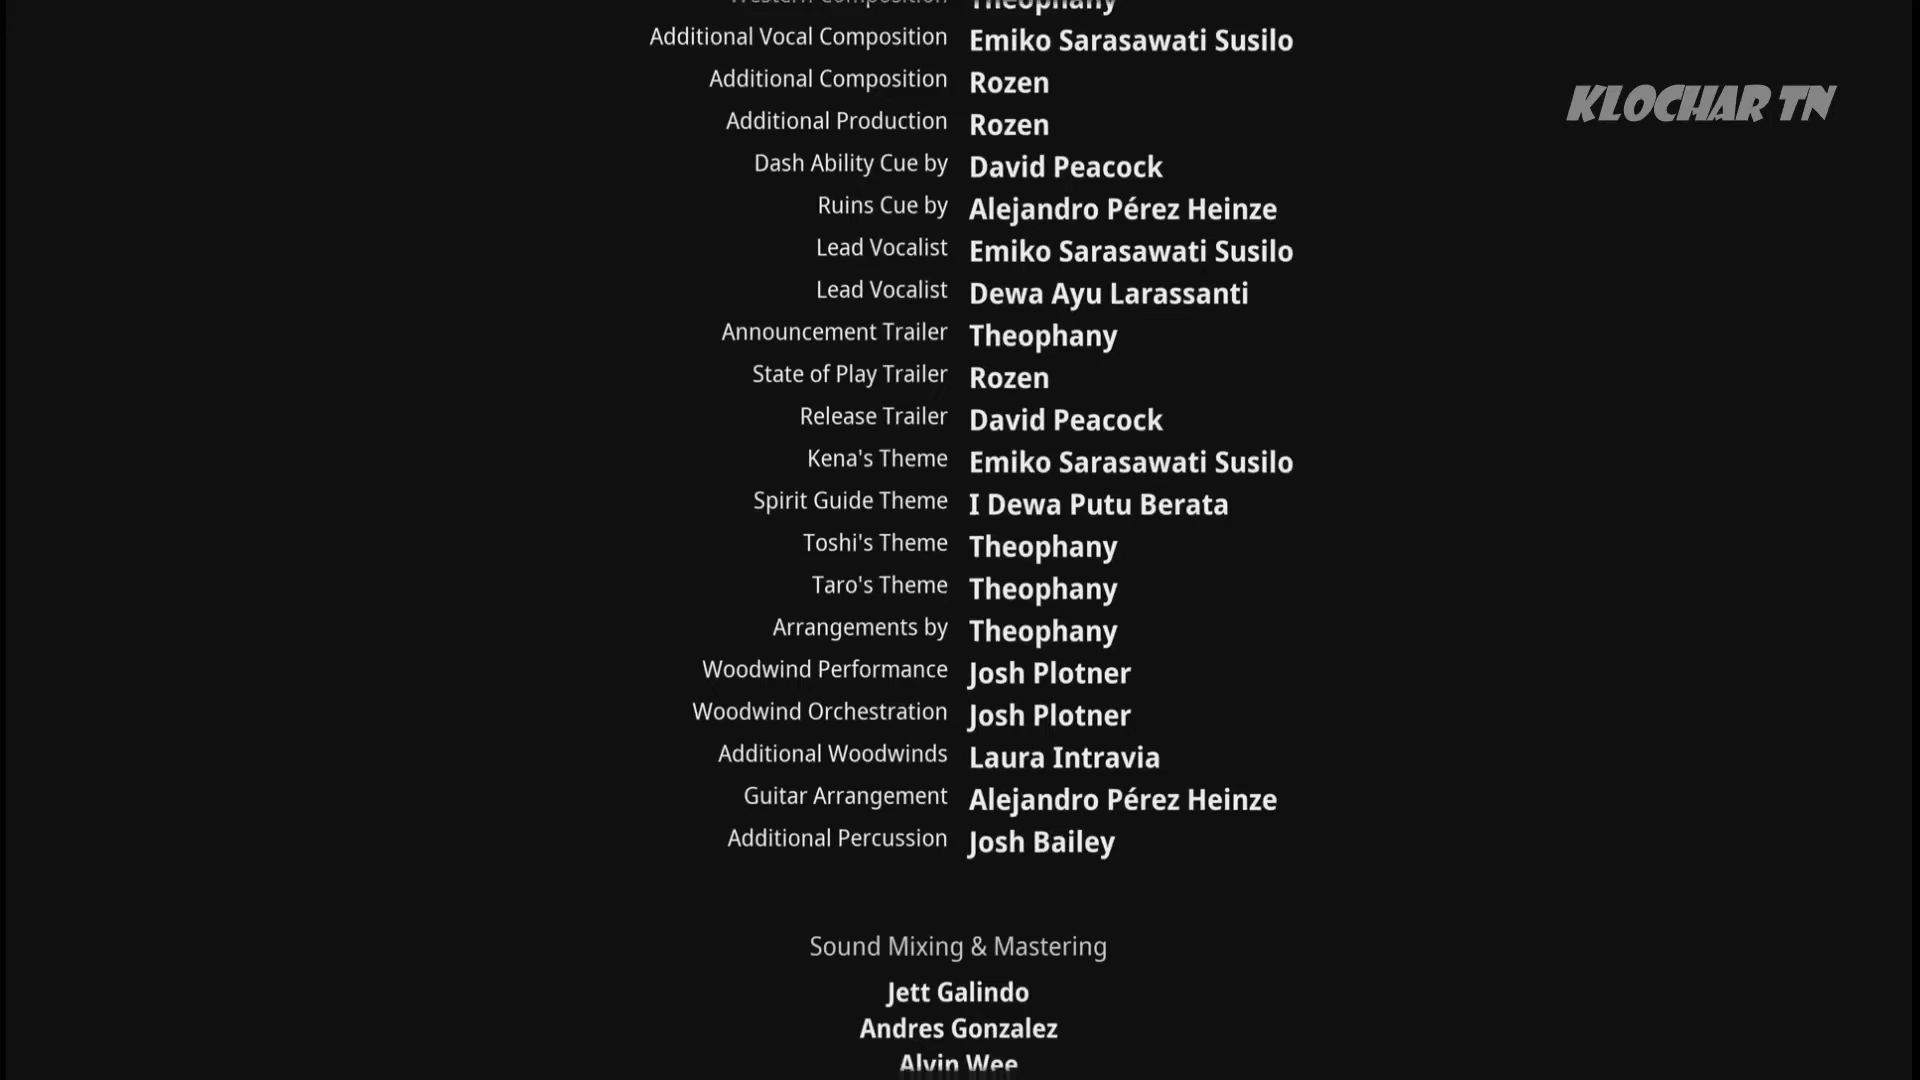 Western Composition Theophany
Additional Vocal Composition Emiko Sarasawati Susilo
Additional Composition Rozen
KLOCHAR TN
Additional Production Rozen
Dash Ability Cue by David Peacock
Ruins Cue by Alejandro Pérez Heinze
Lead Vocalist Emiko Sarasawati Susilo
Lead Vocalist Dewa Ayu Larassanti
Announcement Trailer Theophany
State of Play Trailer Rozen
Release Trailer David Peacock
Kena's Theme Emiko Sarasawati Susilo
Spirit Guide Theme I Dewa Putu Berata
Toshi's Theme Theophany
Taro's Theme Theophany
Arrangements by Theophany
Woodwind Performance Josh Plotner
Woodwind Orchestration Josh Plotner
Additional Woodwinds Laura Intravia
Guitar Arrangement Alejandro Pérez Heinze
Additional Percussion Josh Bailey
Sound Mixing & Mastering
Jett Galindo
Andres Gonzalez
Alvin Wee